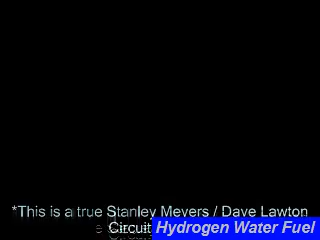 *This is a true Stanley Meyers / Dave Lawton
Circuit
Hydrogen Water Fuel